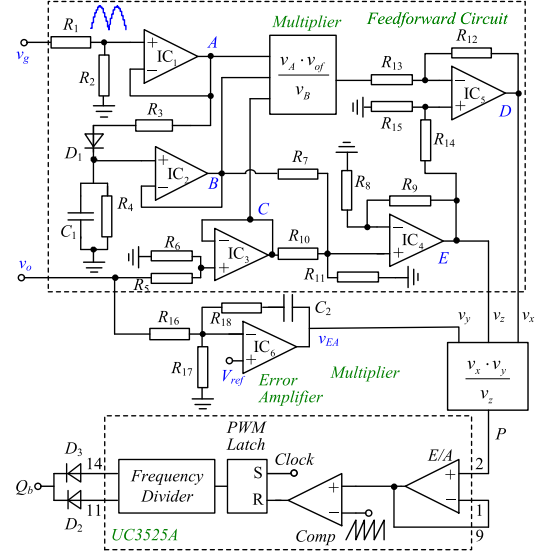 Multiplier
Feedforward Circuit
R1
vg
R2
IC1
A
vA · vof
vB
R13
R12
IC5
D
R15
R14
R3
D1
IC2
B
R7
R4
C1
R8
R9
C
IC3
R10
IC4
E
R6
vo
R5
R11
R16
R18
C2
IC6
vEA
R17
Vref
Error
Amplifier
Multiplier
vy
vz
vx
vx · vy
vz
P
PWM
Latch
E/A
D3
14
Frequency
Divider
S
R
Clock
2
1
9
Qb
D2
11
UC3525A
Comp